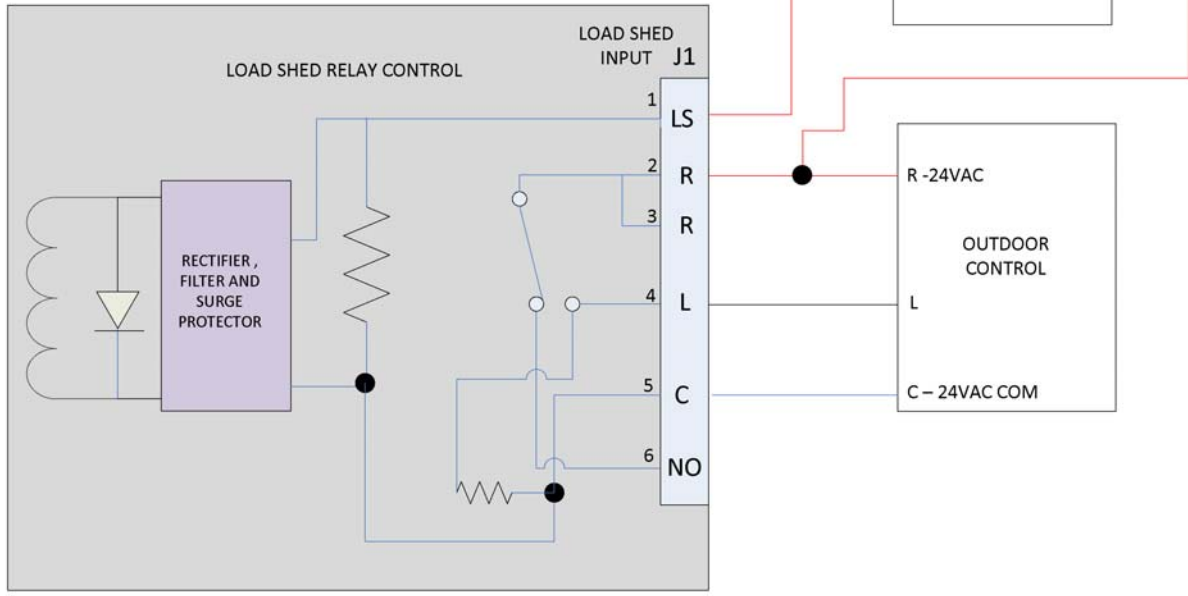 LOAD SHED
INPUT J1
LOAD SHED RELAY CONTROL
1
LS
2
R
R -24VAC
3
R
OUTDOOR
CONTROL
RECTIFIER ,
FILTER AND
SURGE
PROTECTOR
4
L
L
5
C
C – 24VAC COM
6
NO